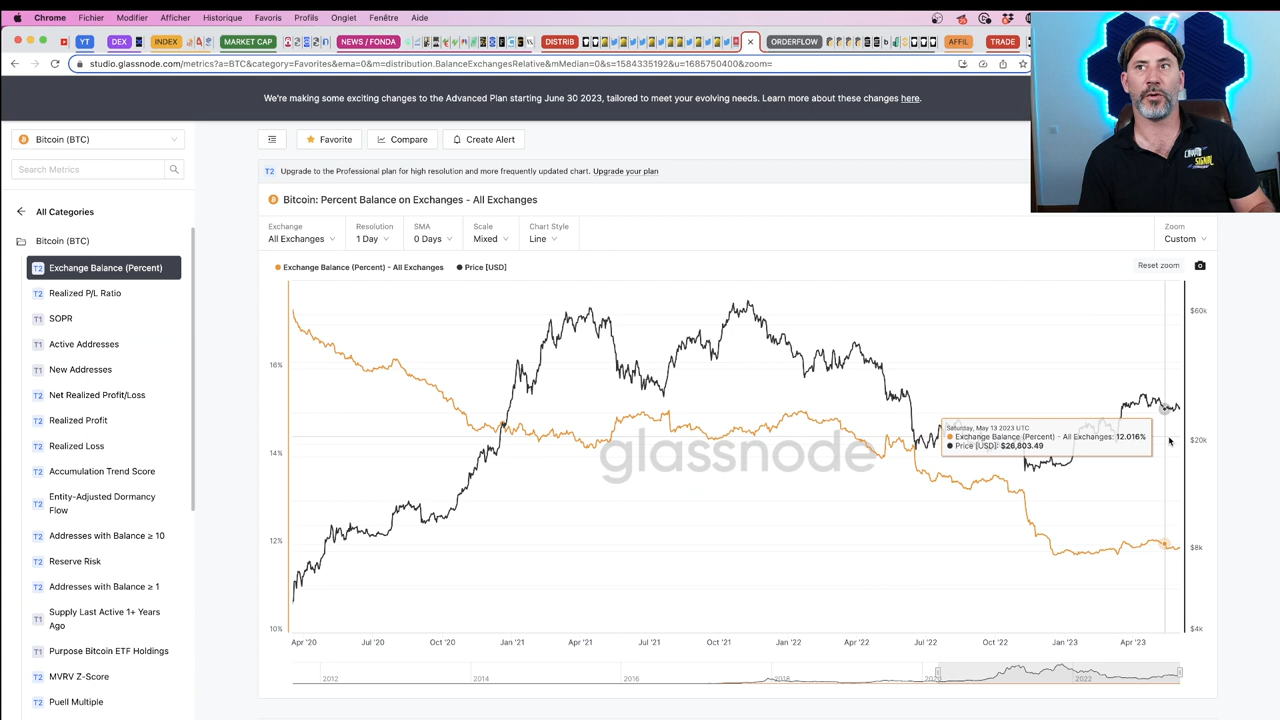 Chrome Fichier Modifier Afficher Historique Favoris Profils Onglet Fenêtre Aide
YT DEX INDEX MARKET CAP NEWS / FONDA DISTRIB ORDERFLOW AFFIL TRADE
studio.glassnode.com/metrics?a=BTC&category=Favorites&ema=0&m=distribution.BalanceExchangesRelative&mMedian=0&s=1584335192&u=1685750400&zoom=
We're making some exciting changes to the Advanced Plan starting June 30 2023, tailored to meet your evolving needs. Learn more about these changes here.
Bitcoin (BTC)
Search Metrics
All Categories
Bitcoin (BTC)
T2 Exchange Balance (Percent)
T2 Realized P/L Ratio
T1 SOPR
T1 Active Addresses
T1 New Addresses
T2 Net Realized Profit/Loss
T2 Realized Profit
T2 Realized Loss
T2 Accumulation Trend Score
T2 Entity-Adjusted Dormancy
Flow
T2 Addresses with Balance ≥ 10
T2 Reserve Risk
T2 Addresses with Balance ≥ 1
T1 Supply Last Active 1+ Years
Ago
T1 Purpose Bitcoin ETF Holdings
T2 MVRV Z-Score
T2 Puell Multiple
Favorite Compare Create Alert
T2 Upgrade to the Professional plan for high resolution and more frequently updated chart. Upgrade your plan
Bitcoin: Percent Balance on Exchanges - All Exchanges
Exchange Resolution SMA Scale Chart Style Zoom
All Exchanges 1 Day 0 Days Mixed Line Custom
Exchange Balance (Percent) - All Exchanges Price [USD] Reset zoom
$60k
16%
Saturday, May 13 2023 UTC
Exchange Balance (Percent) - All Exchanges: 12.016%
Price [USD]: $26,803.49
$20k
14%
glassnode
12%
$8k
10%
$4k
Apr '20 Jul '20 Oct '20 Jan '21 Apr '21 Jul '21 Oct '21 Jan '22 Apr '22 Jul '22 Oct '22 Jan '23 Apr '23
2012 2014 2016 2018 2022
CRYPTO
SIGNAL